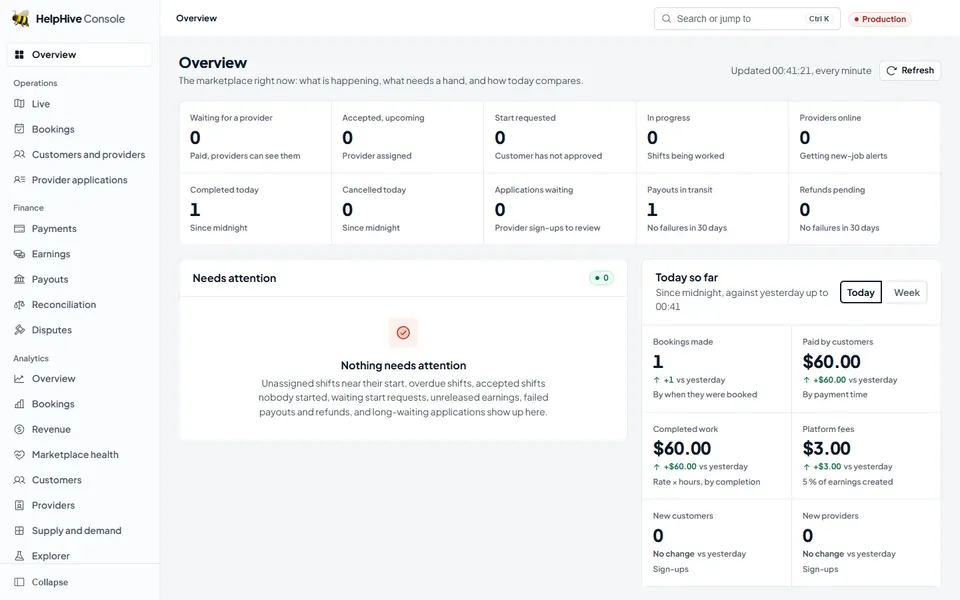 HelpHive Console
Overview
Search or jump to
Ctrl K
Production
Overview
Operations
Live
Bookings
Customers and providers
Provider applications
Finance
Payments
Earnings
Payouts
Reconciliation
Disputes
Analytics
Overview
Bookings
Revenue
Marketplace health
Customers
Providers
Supply and demand
Explorer
Collapse
Overview
The marketplace right now: what is happening, what needs a hand, and how today compares.
Updated 00:41:21, every minute
Refresh
Waiting for a provider
0
Paid, providers can see them
Accepted, upcoming
0
Provider assigned
Start requested
0
Customer has not approved
In progress
0
Shifts being worked
Providers online
0
Getting new-job alerts
Completed today
1
Since midnight
Cancelled today
0
Since midnight
Applications waiting
0
Provider sign-ups to review
Payouts in transit
1
No failures in 30 days
Refunds pending
0
No failures in 30 days
Needs attention
0
Nothing needs attention
Unassigned shifts near their start, overdue shifts, accepted shifts
nobody started, waiting start requests, unreleased earnings, failed
payouts and refunds, and long-waiting applications show up here.
Today so far
Since midnight, against yesterday up to
00:41
Today
Week
Bookings made
1
↑ +1 vs yesterday
By when they were booked
Paid by customers
$60.00
↑ +$60.00 vs yesterday
By payment time
Completed work
$60.00
↑ +$60.00 vs yesterday
Rate × hours, by completion
Platform fees
$3.00
↑ +$3.00 vs yesterday
5 % of earnings created
New customers
0
No change vs yesterday
Sign-ups
New providers
0
No change vs yesterday
Sign-ups